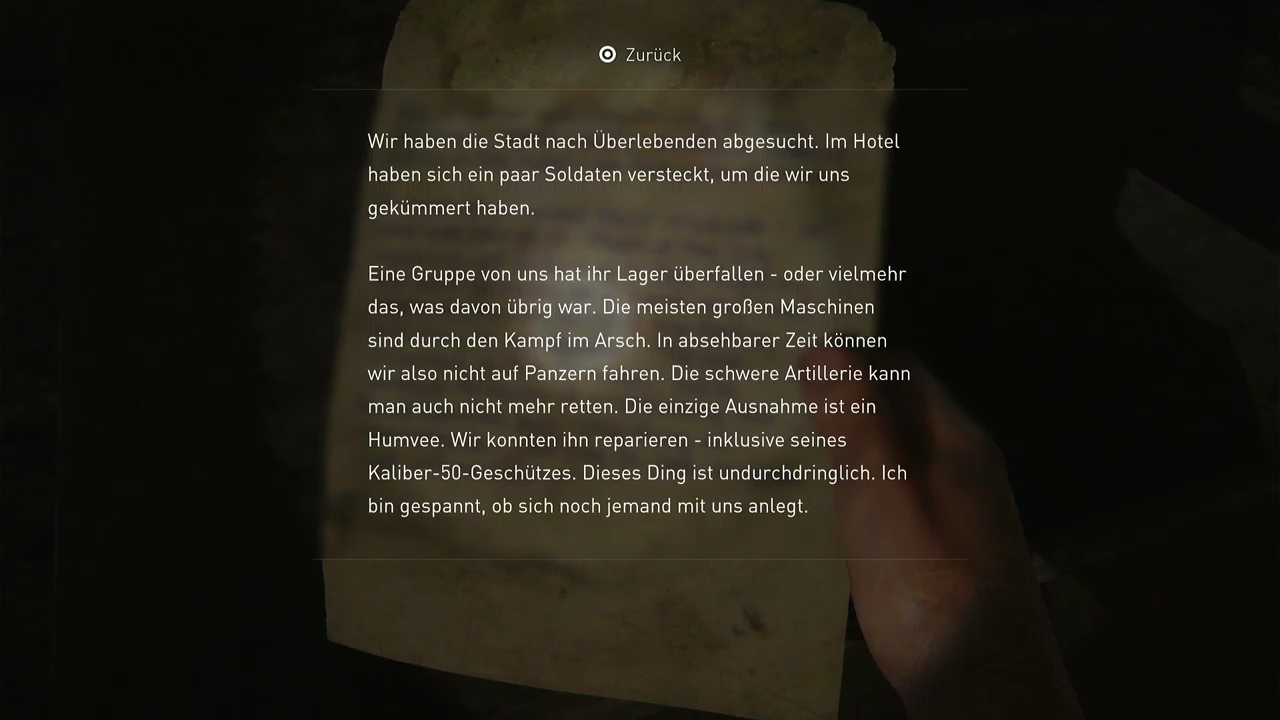 Zurück
Wir haben die Stadt nach Überlebenden abgesucht. Im Hotel
haben sich ein paar Soldaten versteckt, um die wir uns
gekümmert haben.
Eine Gruppe von uns hat ihr Lager überfallen - oder vielmehr
das, was davon übrig war. Die meisten großen Maschinen
sind durch den Kampf im Arsch. In absehbarer Zeit können
wir also nicht auf Panzern fahren. Die schwere Artillerie kann
man auch nicht mehr retten. Die einzige Ausnahme ist ein
Humvee. Wir konnten ihn reparieren - inklusive seines
Kaliber-50-Geschützes. Dieses Ding ist undurchdringlich. Ich
bin gespannt, ob sich noch jemand mit uns anlegt.